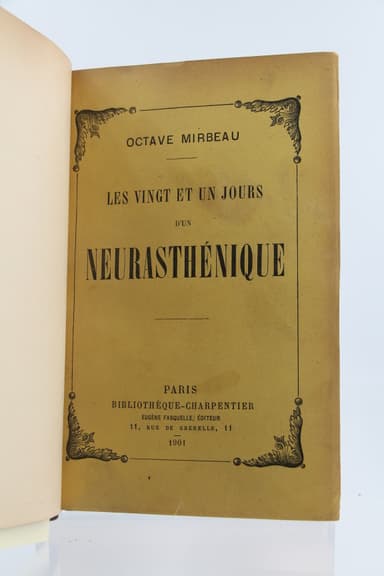 OCTAVE MIRBEAU
LES VINGT ET UN JOURS
D'UN
NEURASTHÉNIQUE
PARIS
BIBLIOTHÈQUE-CHARPENTIER
EUGÈNE FASQUELLE, ÉDITEUR
11, RUE DE GRENELLE, 11
1901